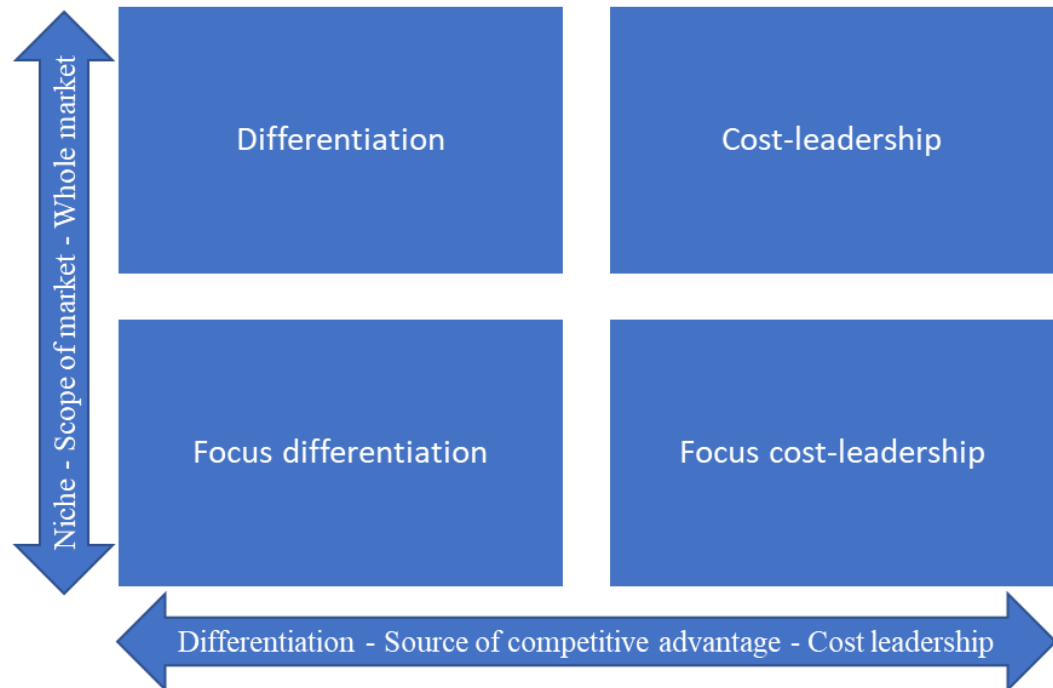 Niche - Scope of market - Whole market
Differentiation
Cost-leadership
Focus differentiation
Focus cost-leadership
Differentiation - Source of competitive advantage - Cost leadership